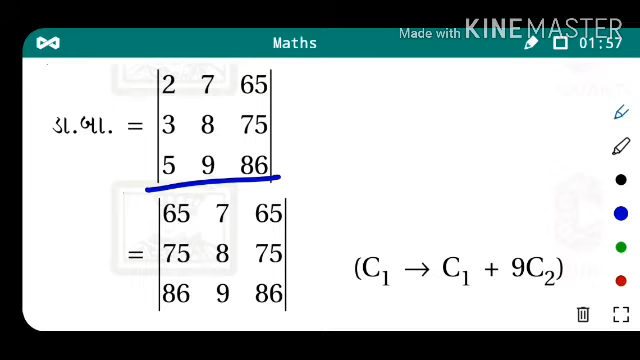 Made with KINEMASTER
Maths
01:57
2 7 65
ડા.બા. = 3 8 75
5 9 86
65 7 65
= 75 8 75
86 9 86
(C₁ → C₁ + 9C₂)